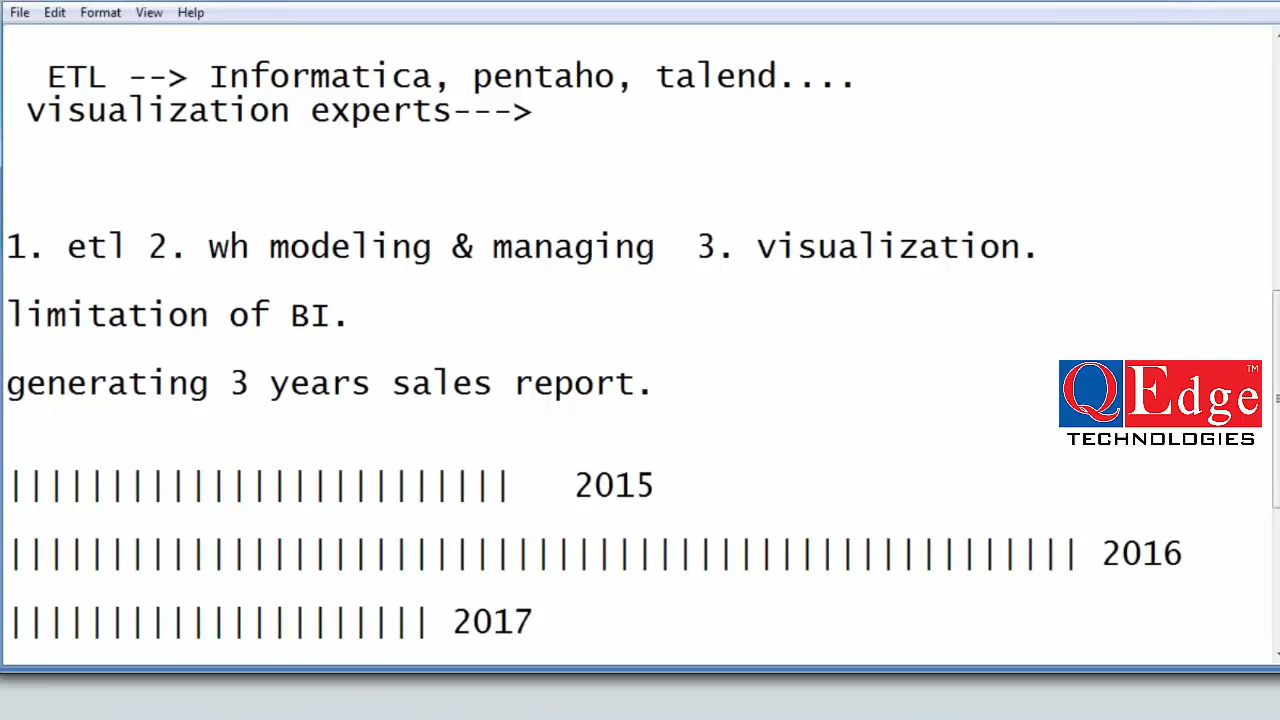 File Edit Format View Help
ETL --> Informatica, pentaho, talend....
visualization experts--->
1. etl 2. wh modeling & managing 3. visualization.
limitation of BI.
generating 3 years sales report.
QEdge™
TECHNOLOGIES
||||||||||||||||||||||||| 2015
||||||||||||||||||||||||||||||||||||||||||||||||||||| 2016
||||||||||||||||||||| 2017